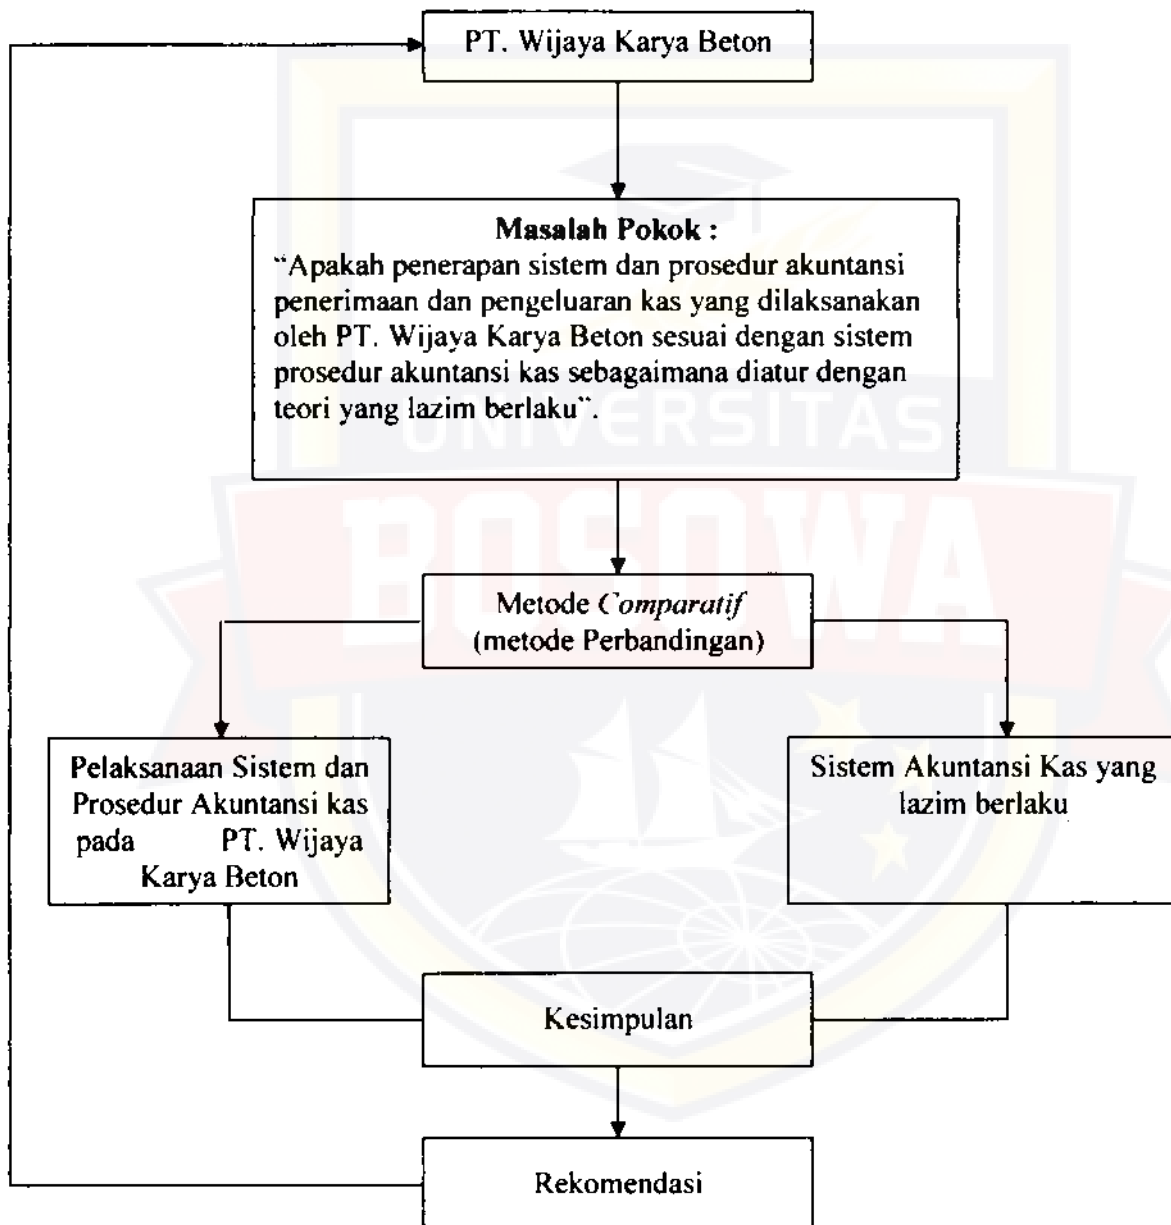 PT. Wijaya Karya Beton
Masalah Pokok :
“Apakah penerapan sistem dan prosedur akuntansi
penerimaan dan pengeluaran kas yang dilaksanakan
oleh PT. Wijaya Karya Beton sesuai dengan sistem
prosedur akuntansi kas sebagaimana diatur dengan
teori yang lazim berlaku“.
UNIVERSITAS
BOSOWA
Metode Comparatif
(metode Perbandingan)
Pelaksanaan Sistem dan
Prosedur Akuntansi kas
pada PT. Wijaya
Karya Beton
Sistem Akuntansi Kas yang
lazim berlaku
Kesimpulan
Rekomendasi